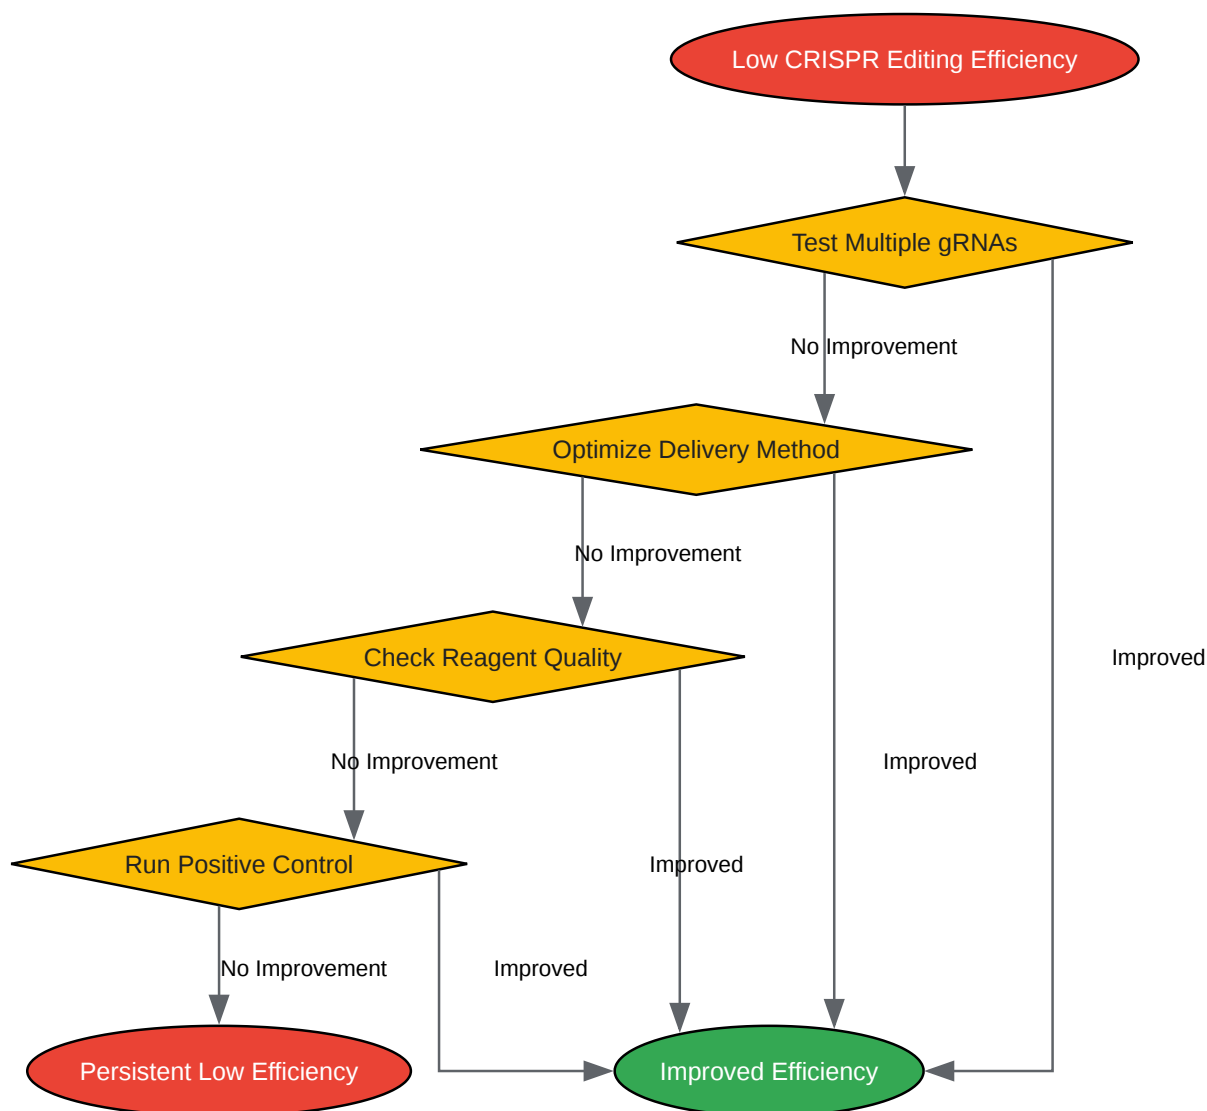 Low CRISPR Editing Efficiency
Test Multiple gRNAs
No Improvement
Optimize Delivery Method
No Improvement
Check Reagent Quality
Improved
No Improvement
Improved
Run Positive Control
Improved
No Improvement
Improved
Persistent Low Efficiency
Improved Efficiency